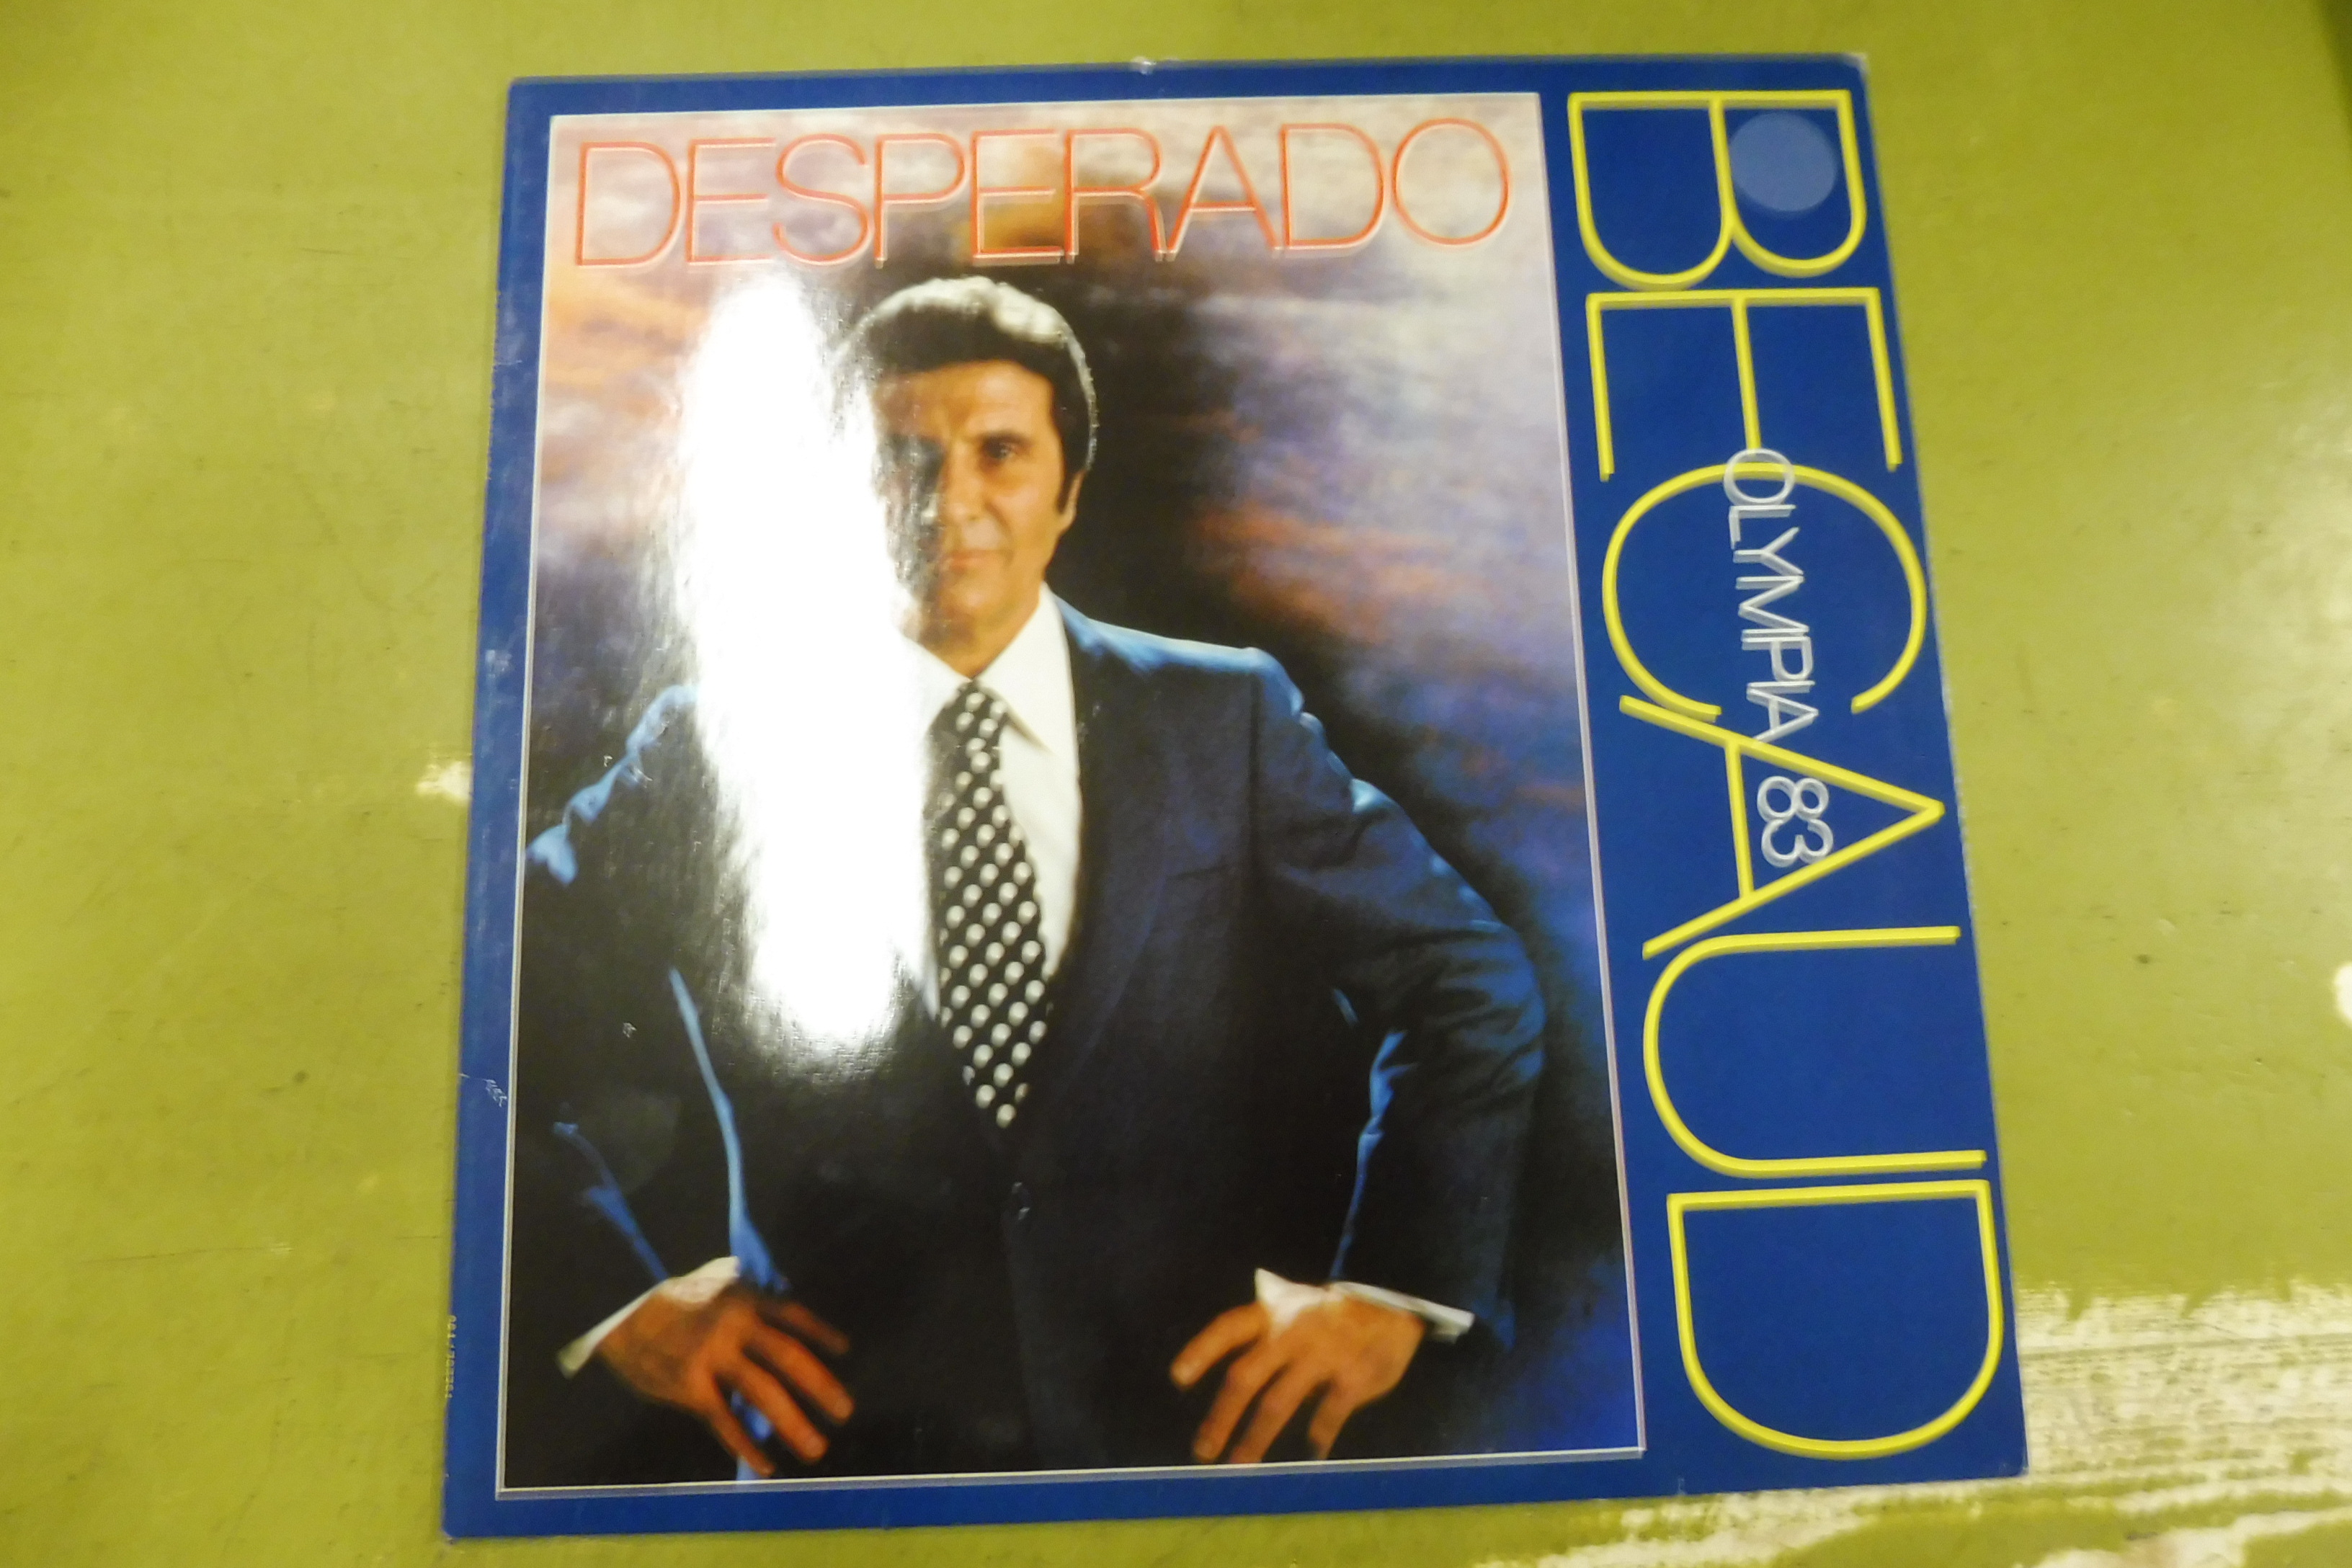 DESPERADO
BECAUD
OLYMPIA 83